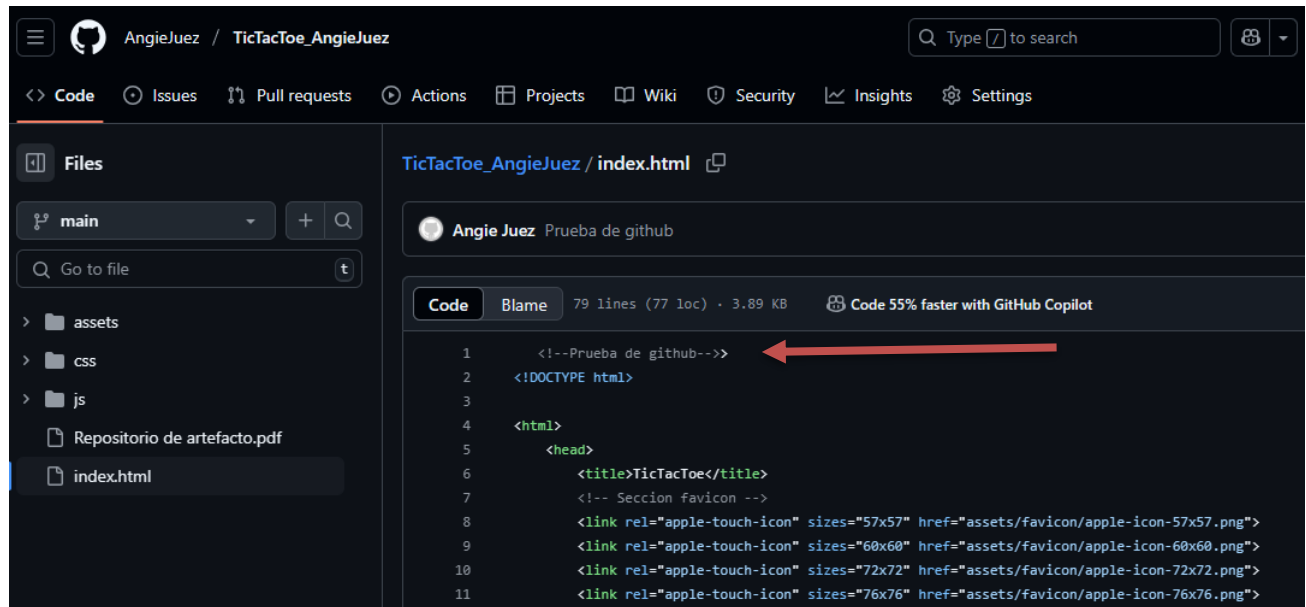 AngieJuez / TicTacToe_AngieJuez
Type / to search
Code Issues Pull requests Actions Projects Wiki Security Insights Settings
Files
main
Go to file t
assets
css
js
Repositorio de artefacto.pdf
index.html
TicTacToe_AngieJuez / index.html
Angie Juez Prueba de github
Code Blame 79 lines (77 loc) · 3.89 KB Code 55% faster with GitHub Copilot
1 <!--Prueba de github-->>
2 <!DOCTYPE html>
3
4 <html>
5 <head>
6 <title>TicTacToe</title>
7 <!-- Seccion favicon -->
8 <link rel="apple-touch-icon" sizes="57x57" href="assets/favicon/apple-icon-57x57.png">
9 <link rel="apple-touch-icon" sizes="60x60" href="assets/favicon/apple-icon-60x60.png">
10 <link rel="apple-touch-icon" sizes="72x72" href="assets/favicon/apple-icon-72x72.png">
11 <link rel="apple-touch-icon" sizes="76x76" href="assets/favicon/apple-icon-76x76.png">